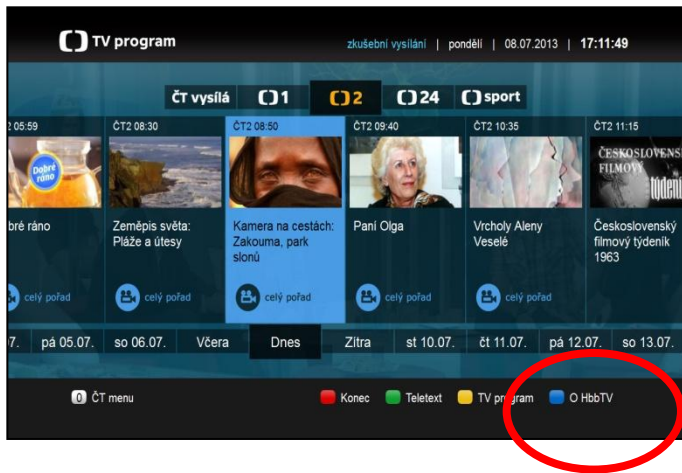 TV program
zkušební vysílání | pondělí | 08.07.2013 | 17:11:49
ČT vysílá 1 2 24 sport
2 05:59
ČT2 08:30
ČT2 08:50
ČT2 09:40
ČT2 10:35
ČT2 11:15
Dobré
ráno
ČESKOSLOVENS
FILMOVÝ
týdení
bré ráno
Zeměpis světa:
Pláže a útesy
Kamera na cestách:
Zakouma, park
slonů
Paní Olga
Vrcholy Aleny
Veselé
Československý
filmový týdeník
1963
celý pořad
celý pořad
celý pořad
celý pořad
celý pořad
7. pá 05.07. so 06.07. Včera Dnes Zítra st 10.07. čt 11.07. pá 12.07. so 13.07.
0 ČT menu Konec Teletext TV program O HbbTV